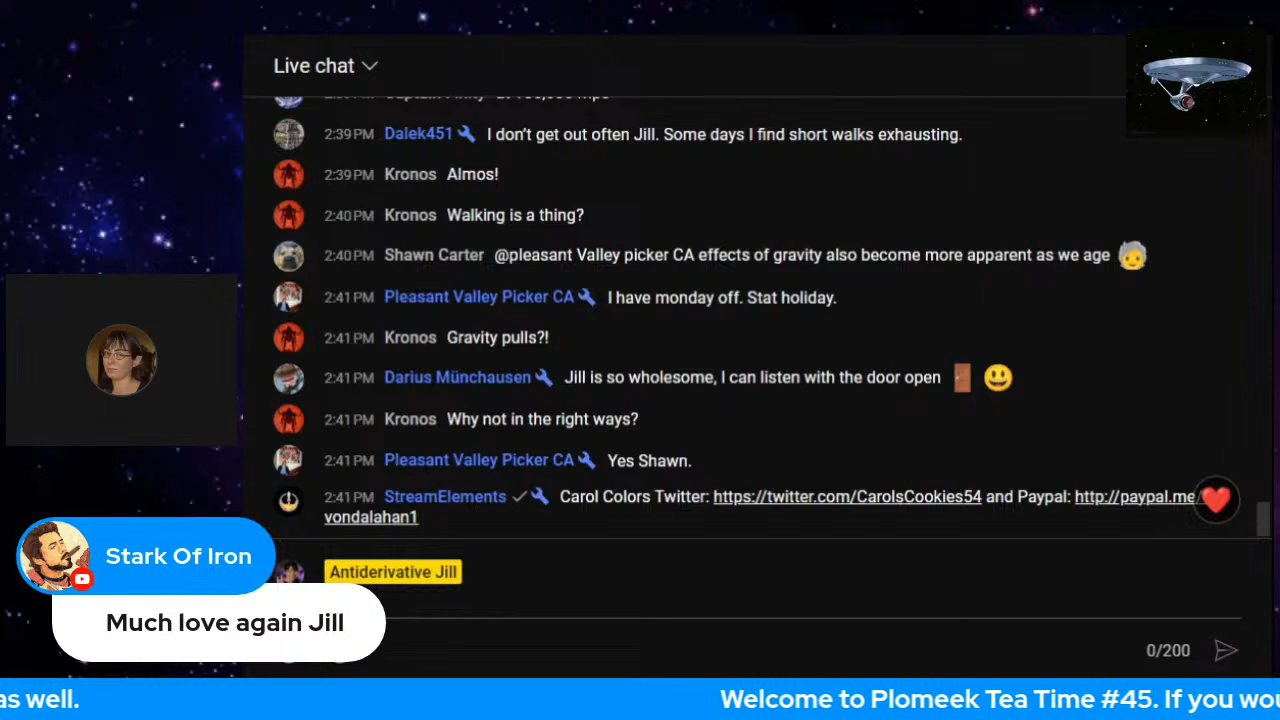 Live chat
2:39 PM Dalek451 I don't get out often Jill. Some days I find short walks exhausting.
2:39 PM Kronos Almos!
2:40 PM Kronos Walking is a thing?
2:40 PM Shawn Carter @pleasant Valley picker CA effects of gravity also become more apparent as we age
2:41 PM Pleasant Valley Picker CA I have monday off. Stat holiday.
2:41 PM Kronos Gravity pulls?!
2:41 PM Darius Münchausen Jill is so wholesome, I can listen with the door open
2:41 PM Kronos Why not in the right ways?
2:41 PM Pleasant Valley Picker CA Yes Shawn.
2:41 PM StreamElements Carol Colors Twitter: https://twitter.com/CarolsCookies54 and Paypal: http://paypal.me/
vondalahan1
Stark Of Iron
Antiderivative Jill
Much love again Jill
0/200
as well.
Welcome to Plomeek Tea Time #45. If you wou